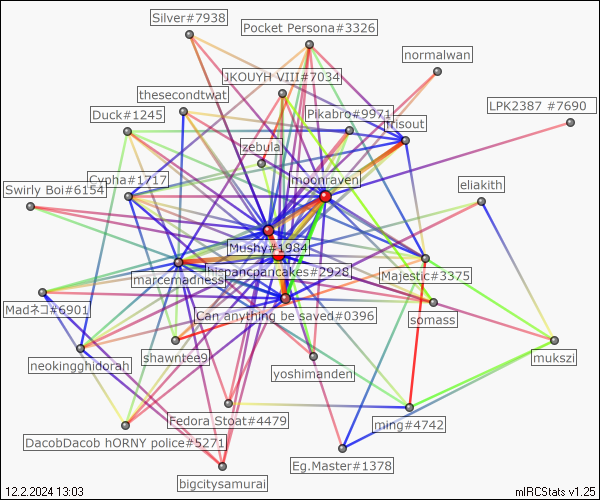 Silver#7938
Pocket Persona#3326
normalwan
JKOUYH VIII#7034
thesecondtwat
LPK2387 #7690
Duck#1245
Pikabro#9971
frisout
zebula
Cypha#1717
moonraven
eliakith
Swirly Boi#6154
Mushy#1984
hispancpancakes#2928
Majestic#3375
marcemadness
Madネコ#6901
Can anything be saved#0396
somass
neokingghidorah
shawntee9
mukszi
yoshimanden
Fedora Stoat#4479
ming#4742
DacobDacob hORNY police#5271
Eg.Master#1378
bigcitysamurai
12.2.2024 13:03
mIRCStats v1.25